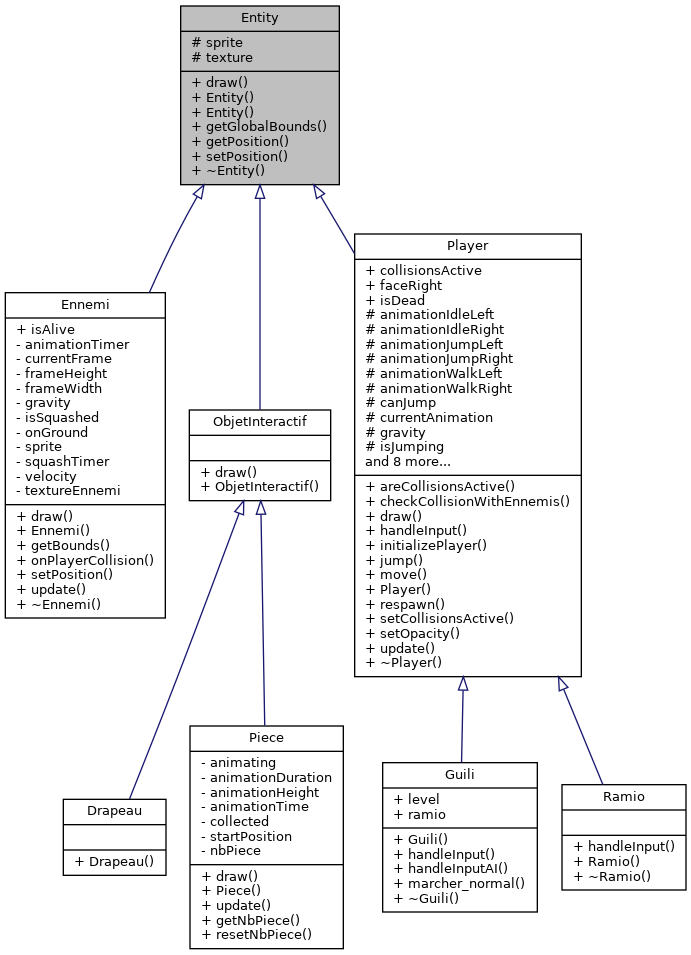 Entity
# sprite
# texture
+ draw()
+ Entity()
+ Entity()
+ getGlobalBounds()
+ getPosition()
+ setPosition()
+ ~Entity()
Ennemi
+ isAlive
- animationTimer
- currentFrame
- frameHeight
- frameWidth
- gravity
- isSquashed
- onGround
- sprite
- squashTimer
- velocity
- textureEnnemi
+ draw()
+ Ennemi()
+ getBounds()
+ onPlayerCollision()
+ setPosition()
+ update()
+ ~Ennemi()
ObjetInteractif
+ draw()
+ ObjetInteractif()
Player
+ collisionsActive
+ faceRight
+ isDead
# animationIdleLeft
# animationIdleRight
# animationJumpLeft
# animationJumpRight
# animationWalkLeft
# animationWalkRight
# canJump
# currentAnimation
# gravity
# isJumping
and 8 more...
+ areCollisionsActive()
+ checkCollisionWithEnnemis()
+ draw()
+ handleInput()
+ initializePlayer()
+ jump()
+ move()
+ Player()
+ respawn()
+ setCollisionsActive()
+ setOpacity()
+ update()
+ ~Player()
Drapeau
+ Drapeau()
Piece
- animating
- animationDuration
- animationHeight
- animationTime
- collected
- startPosition
- nbPiece
+ draw()
+ Piece()
+ update()
+ getNbPiece()
+ resetNbPiece()
Guili
+ level
+ ramio
+ Guili()
+ handleInput()
+ handleInputAI()
+ marcher_normal()
+ ~Guili()
Ramio
+ handleInput()
+ Ramio()
+ ~Ramio()